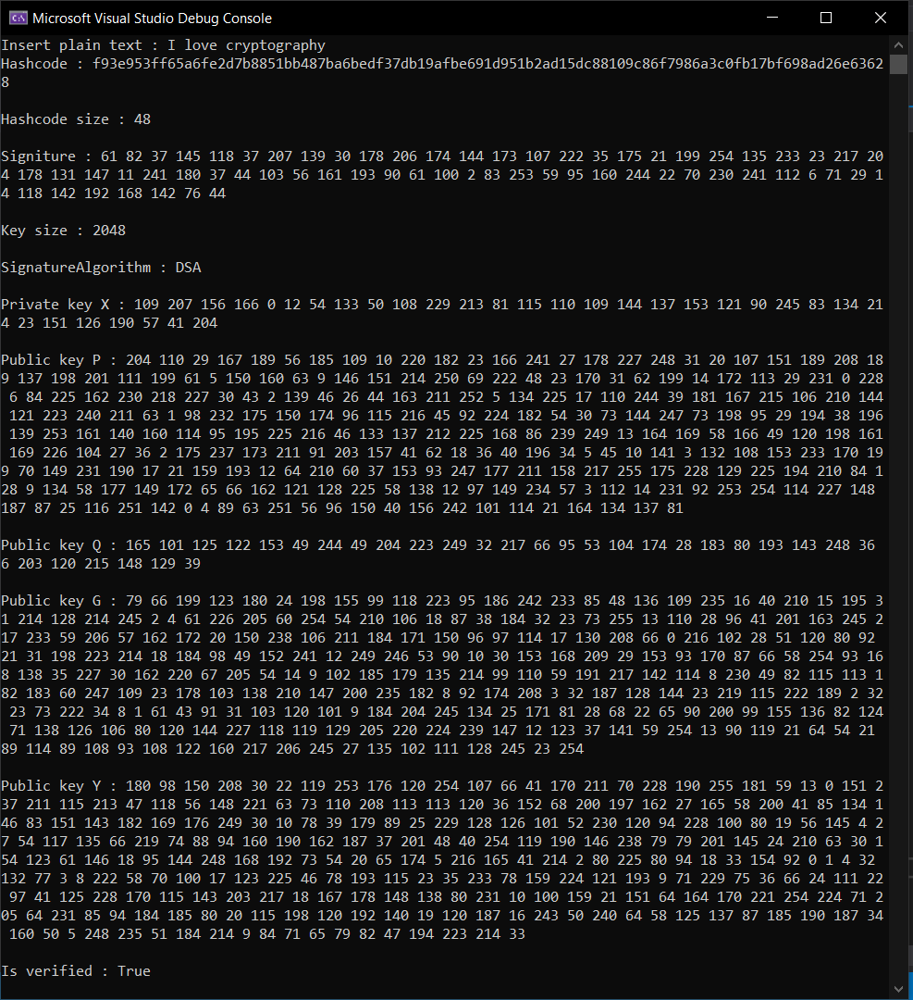 Microsoft Visual Studio Debug Console
Insert plain text : I love cryptography
Hashcode : f93e953ff65a6fe2d7b8851bb487ba6bedf37db19afbe691d951b2ad15dc88109c86f7986a3c0fb17bf698ad26e6362
8
Hashcode size : 48
Signiture : 61 82 37 145 118 37 207 139 30 178 206 174 144 173 107 222 35 175 21 199 254 135 233 23 217 20
4 178 131 147 11 241 180 37 44 103 56 161 193 90 61 100 2 83 253 59 95 160 244 22 70 230 241 112 6 71 29 1
4 118 142 192 168 142 76 44
Key size : 2048
SignatureAlgorithm : DSA
Private key X : 109 207 156 166 0 12 54 133 50 108 229 213 81 115 110 109 144 137 153 121 90 245 83 134 21
4 23 151 126 190 57 41 204
Public key P : 204 110 29 167 189 56 185 109 10 220 182 23 166 241 27 178 227 248 31 20 107 151 189 208 18
9 137 198 201 111 199 61 5 150 160 63 9 146 151 214 250 69 222 48 23 170 31 62 199 14 172 113 29 231 0 228
6 84 225 162 230 218 227 30 43 2 139 46 26 44 163 211 252 5 134 225 17 110 244 39 181 167 215 106 210 144
121 223 240 211 63 1 98 232 175 150 174 96 115 216 45 92 224 182 54 30 73 144 247 73 198 95 29 194 38 196
139 253 161 140 160 114 95 195 225 216 46 133 137 212 225 168 86 239 249 13 164 169 58 166 49 120 198 161
169 226 104 27 36 2 175 237 173 211 91 203 157 41 62 18 36 40 196 34 5 45 10 141 3 132 108 153 233 170 19
9 70 149 231 190 17 21 159 193 12 64 210 60 37 153 93 247 177 211 158 217 255 175 228 129 225 194 210 84 1
28 9 134 58 177 149 172 65 66 162 121 128 225 58 138 12 97 149 234 57 3 112 14 231 92 253 254 114 227 148
187 87 25 116 251 142 0 4 89 63 251 56 96 150 40 156 242 101 114 21 164 134 137 81
Public key Q : 165 101 125 122 153 49 244 49 204 223 249 32 217 66 95 53 104 174 28 183 80 193 143 248 36
6 203 120 215 148 129 39
Public key G : 79 66 199 123 180 24 198 155 99 118 223 95 186 242 233 85 48 136 109 235 16 40 210 15 195 3
1 214 128 214 245 2 4 61 226 205 60 254 54 210 106 18 87 38 184 32 23 73 255 13 110 28 96 41 201 163 245 2
17 233 59 206 57 162 172 20 150 238 106 211 184 171 150 96 97 114 17 130 208 66 0 216 102 28 51 120 80 92
21 31 198 223 214 18 184 98 49 152 241 12 249 246 53 90 10 30 153 168 209 29 153 93 170 87 66 58 254 93 16
8 138 35 227 30 162 220 67 205 54 14 9 102 185 179 135 214 99 110 59 191 217 142 114 8 230 49 82 115 113 1
82 183 60 247 109 23 178 103 138 210 147 200 235 182 8 92 174 208 3 32 187 128 144 23 219 115 222 189 2 32
23 73 222 34 8 1 61 43 91 31 103 120 101 9 184 204 245 134 25 171 81 28 68 22 65 90 200 99 155 136 82 124
71 138 126 106 80 120 144 227 118 119 129 205 220 224 239 147 12 123 37 141 59 254 13 90 119 21 64 54 21
89 114 89 108 93 108 122 160 217 206 245 27 135 102 111 128 245 23 254
Public key Y : 180 98 150 208 30 22 119 253 176 120 254 107 66 41 170 211 70 228 190 255 181 59 13 0 151 2
37 211 115 213 47 118 56 148 221 63 73 110 208 113 113 120 36 152 68 200 197 162 27 165 58 200 41 85 134 1
46 83 151 143 182 169 176 249 30 10 78 39 179 89 25 229 128 126 101 52 230 120 94 228 100 80 19 56 145 4 2
7 54 117 135 66 219 74 88 94 160 190 162 187 37 201 48 40 254 119 190 146 238 79 79 201 145 24 210 63 30 1
54 123 61 146 18 95 144 248 168 192 73 54 20 65 174 5 216 165 41 214 2 80 225 80 94 18 33 154 92 0 1 4 32
132 77 3 8 222 58 70 100 17 123 225 46 78 193 115 23 35 233 78 159 224 121 193 9 71 229 75 36 66 24 111 22
97 41 125 228 170 115 143 203 217 18 167 178 148 138 80 231 10 100 159 21 151 64 164 170 221 254 224 71 2
05 64 231 85 94 184 185 80 20 115 198 120 192 140 19 120 187 16 243 50 240 64 58 125 137 87 185 190 187 34
160 50 5 248 235 51 184 214 9 84 71 65 79 82 47 194 223 214 33
Is verified : True